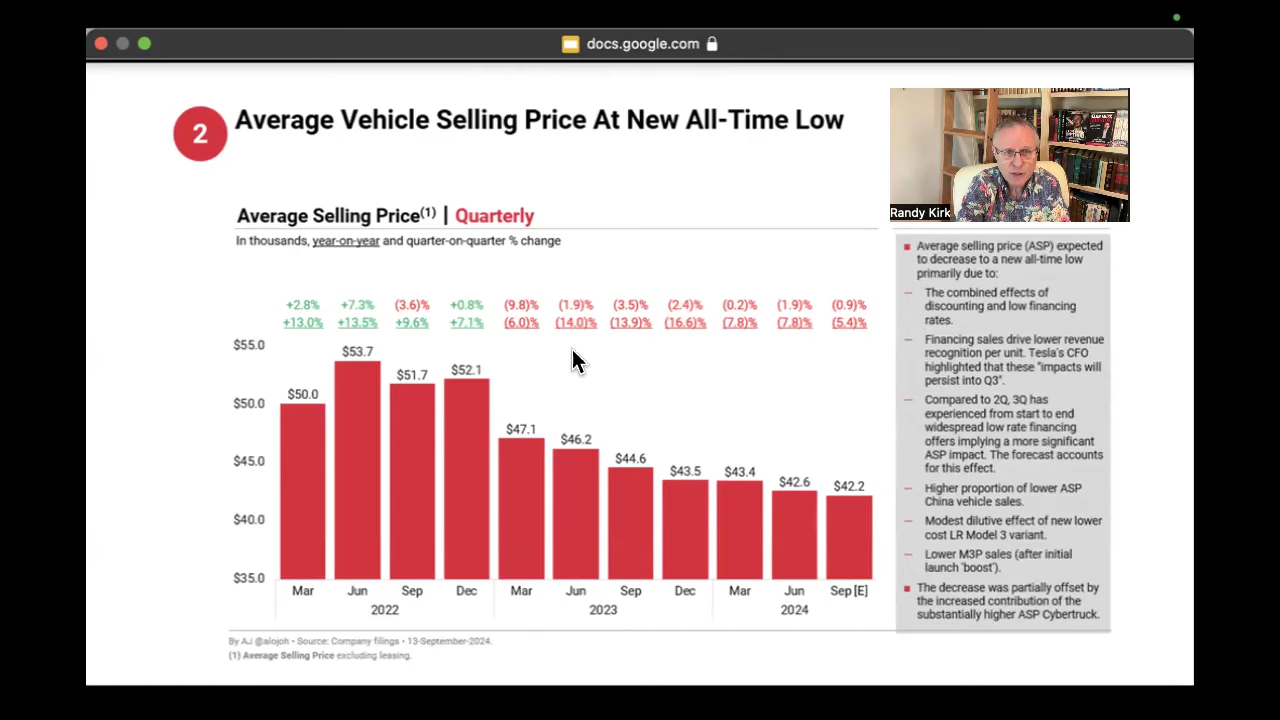 docs.google.com
2
Average Vehicle Selling Price At New All-Time Low
Randy Kirk
Average Selling Price(1) | Quarterly
In thousands, year-on-year and quarter-on-quarter % change
+2.8% +7.3% (3.6)% +0.8% (9.8)% (1.9)% (3.5)% (2.4)% (0.2)% (1.9)% (0.9)%
+13.0% +13.5% +9.6% +7.1% (6.0)% (14.0)% (13.9)% (16.6)% (7.8)% (7.8)% (5.4)%
$55.0
$50.0
$45.0
$40.0
$35.0
$50.0 $53.7 $51.7 $52.1 $47.1 $46.2 $44.6 $43.5 $43.4 $42.6 $42.2
Mar Jun Sep Dec Mar Jun Sep Dec Mar Jun Sep [E]
2022 2023 2024
By AJ @alojoh • Source: Company filings • 13-September-2024.
(1) Average Selling Price excluding leasing.
Average selling price (ASP) expected
to decrease to a new all-time low
primarily due to:
— The combined effects of
discounting and low financing
rates.
— Financing sales drive lower revenue
recognition per unit. Tesla's CFO
highlighted that these "impacts will
persist into Q3".
— Compared to 2Q, 3Q has
experienced from start to end
widespread low rate financing
offers implying a more significant
ASP impact. The forecast accounts
for this effect.
— Higher proportion of lower ASP
China vehicle sales.
— Modest dilutive effect of new lower
cost LR Model 3 variant.
— Lower M3P sales (after initial
launch 'boost').
The decrease was partially offset by
the increased contribution of the
substantially higher ASP Cybertruck.